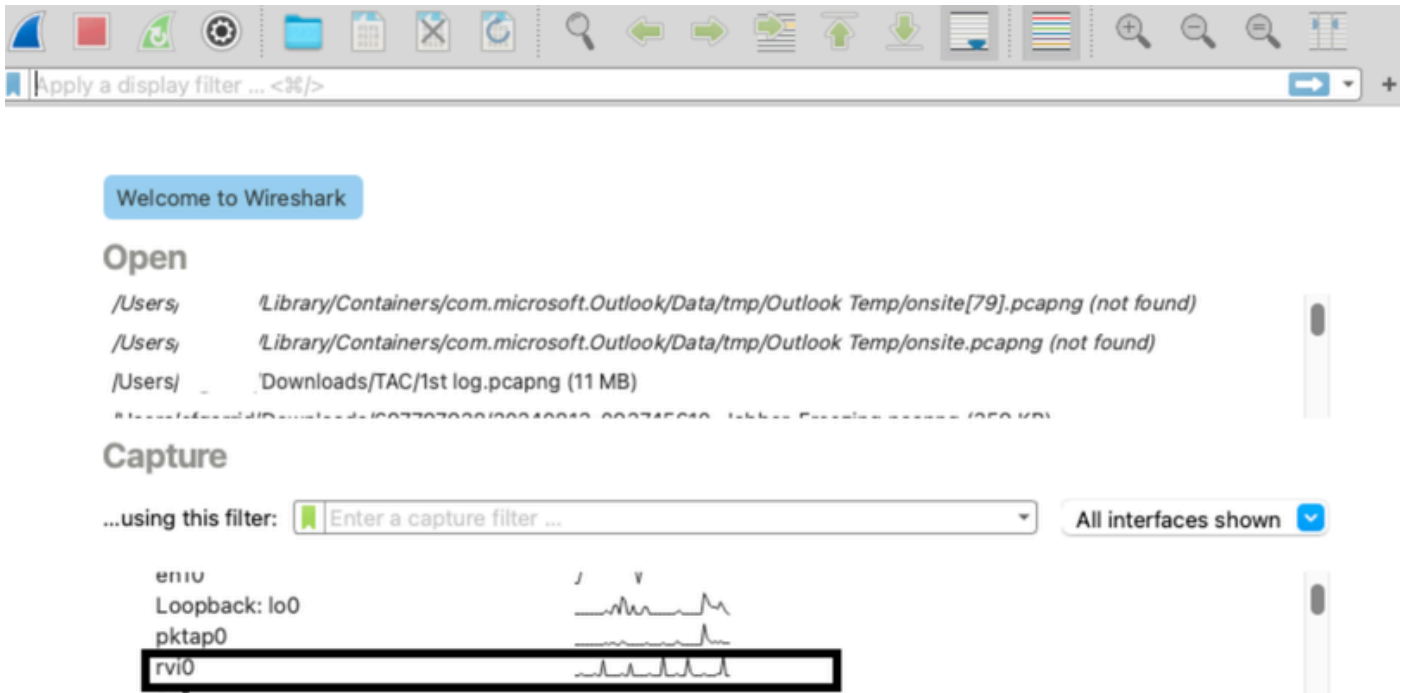 Apply a display filter ... <⌘/>
+
Welcome to Wireshark
Open
/Users/ /Library/Containers/com.microsoft.Outlook/Data/tmp/Outlook Temp/onsite[79].pcapng (not found)
/Users/ /Library/Containers/com.microsoft.Outlook/Data/tmp/Outlook Temp/onsite.pcapng (not found)
/Users/ /Downloads/TAC/1st log.pcapng (11 MB)
Capture
...using this filter: Enter a capture filter ... All interfaces shown
Loopback: lo0
pktap0
rvi0